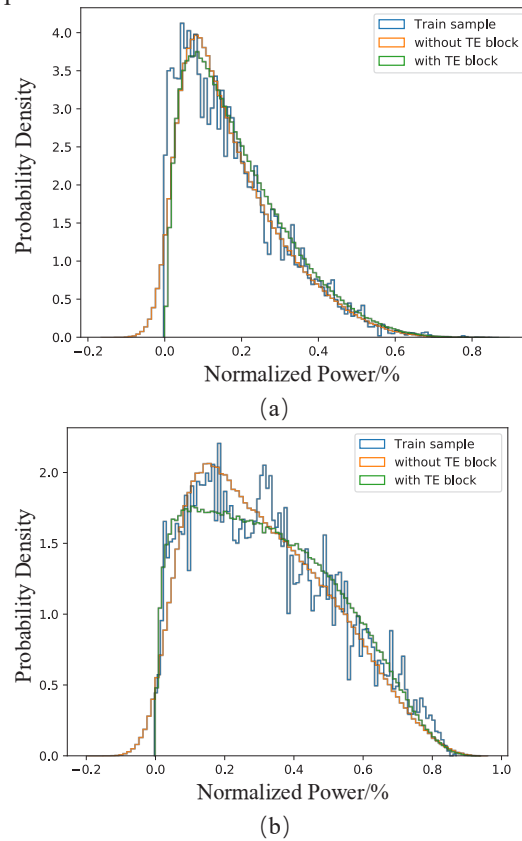 Train sample
without TE block
with TE block
4.0
3.5
3.0
2.5
2.0
1.5
1.0
0.5
0.0
Probability Density
−0.2 0.0 0.2 0.4 0.6 0.8
Normalized Power/%
(a)
Train sample
without TE block
with TE block
2.0
1.5
1.0
0.5
0.0
Probability Density
−0.2 0.0 0.2 0.4 0.6 0.8 1.0
Normalized Power/%
(b)